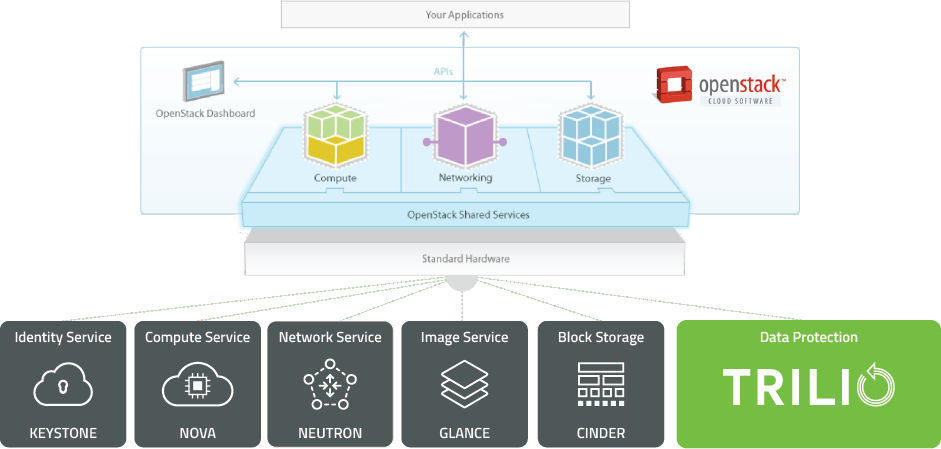 Your Applications
APIs
openstack™
CLOUD SOFTWARE
OpenStack Dashboard
Compute
Networking
Storage
OpenStack Shared Services
Standard Hardware
Identity Service
Compute Service
Network Service
Image Service
Block Storage
Data Protection
TRILIO
KEYSTONE
NOVA
NEUTRON
GLANCE
CINDER